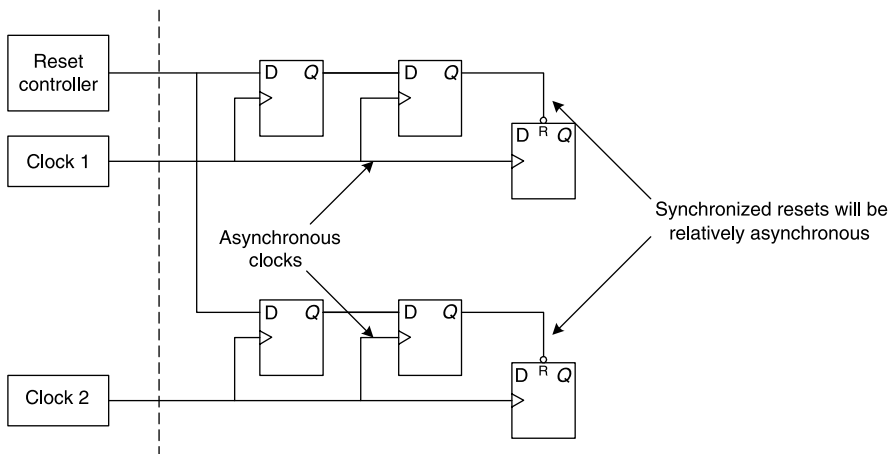 Reset
controller
D Q
D Q
D R Q
Clock 1
Asynchronous
clocks
Synchronized resets will be
relatively asynchronous
D Q
D Q
D R Q
Clock 2